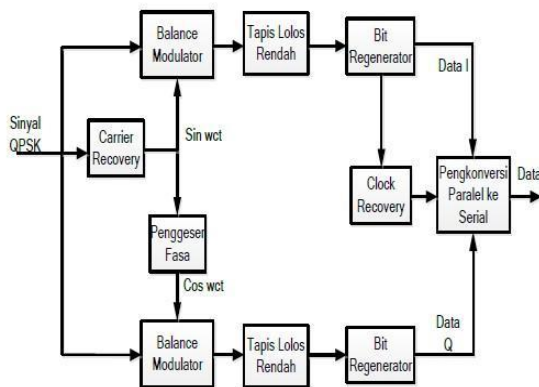 Balance
Modulator
Tapis Lolos
Rendah
Bit
Regenerator
Data I
Sinyal
QPSK
Carrier
Recovery
Sin wct
Clock
Recovery
Pengkonversi
Paralel ke
Serial
Data
Penggeser
Fasa
Cos wct
Balance
Modulator
Tapis Lolos
Rendah
Bit
Regenerator
Data
Q